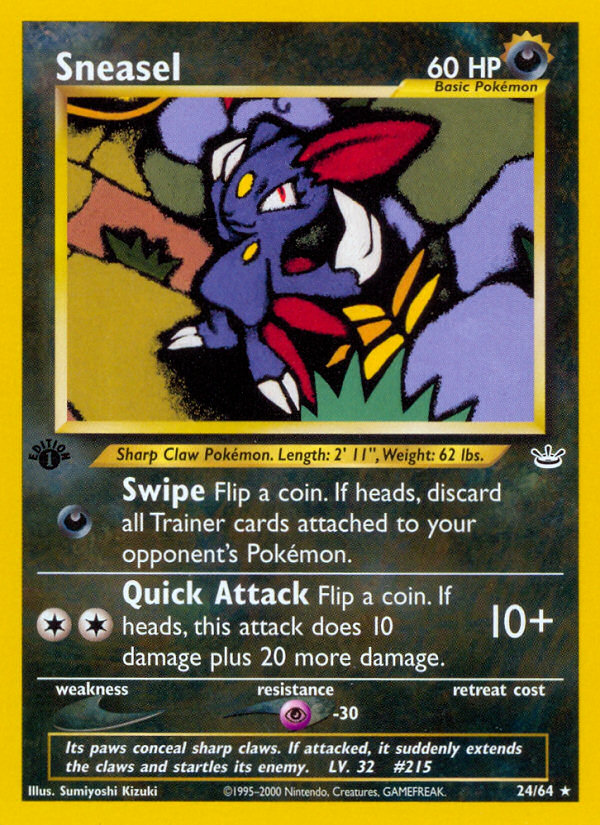 Sneasel
60 HP
Basic Pokémon
EDITION
1
Sharp Claw Pokémon. Length: 2' 11", Weight: 62 lbs.
Swipe Flip a coin. If heads, discard
all Trainer cards attached to your
opponent's Pokémon.
Quick Attack Flip a coin. If
heads, this attack does 10
damage plus 20 more damage.
10+
weakness
resistance
retreat cost
-30
Its paws conceal sharp claws. If attacked, it suddenly extends
the claws and startles its enemy. LV. 32 #215
Illus. Sumiyoshi Kizuki
©1995-2000 Nintendo, Creatures, GAMEFREAK.
24/64 ★